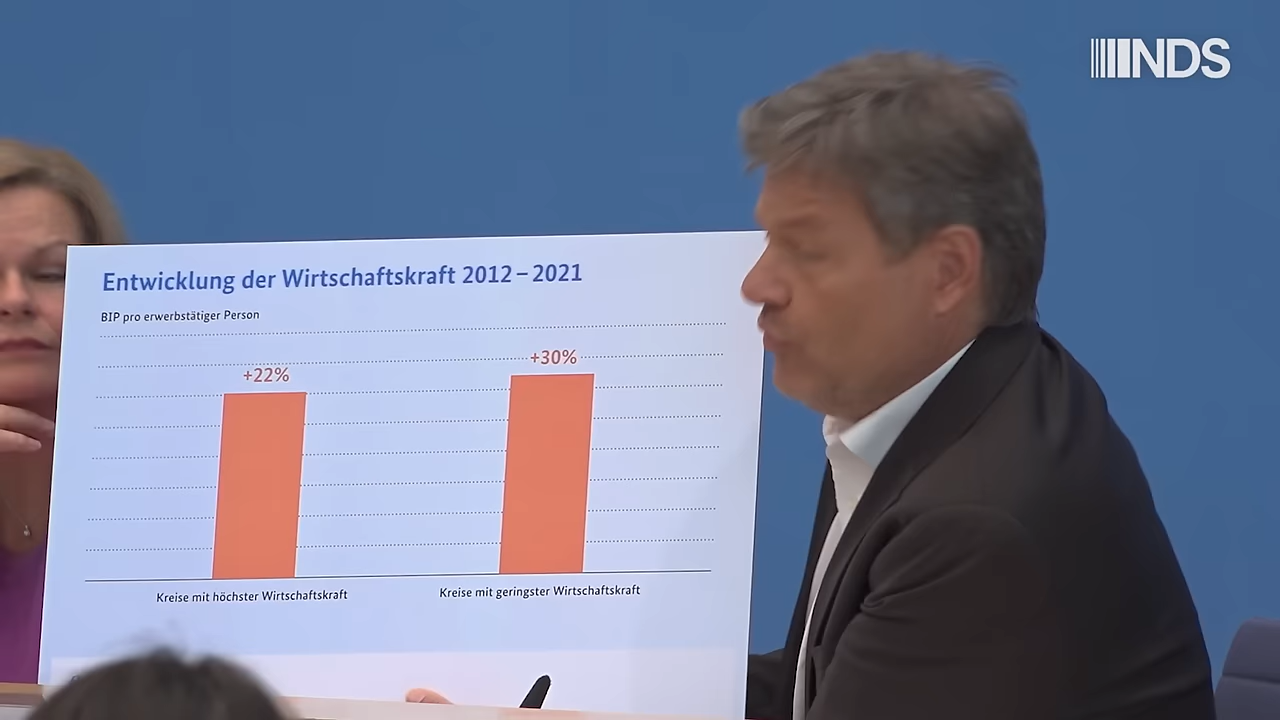 NDS
Entwicklung der Wirtschaftskraft 2012 – 2021
BIP pro erwerbstätiger Person
+22%
+30%
Kreise mit höchster Wirtschaftskraft
Kreise mit geringster Wirtschaftskraft